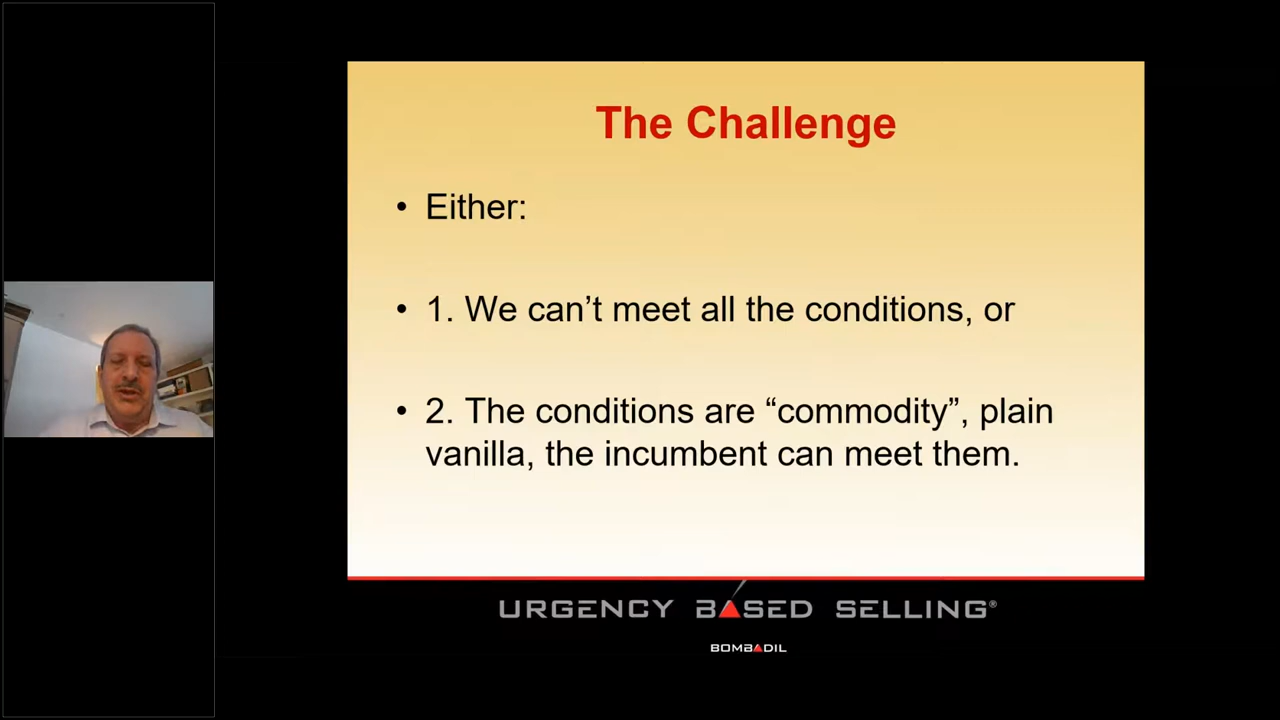 The Challenge
• Either:
• 1. We can’t meet all the conditions, or
• 2. The conditions are “commodity”, plain
vanilla, the incumbent can meet them.
URGENCY BASED SELLING®
BOMBADIL